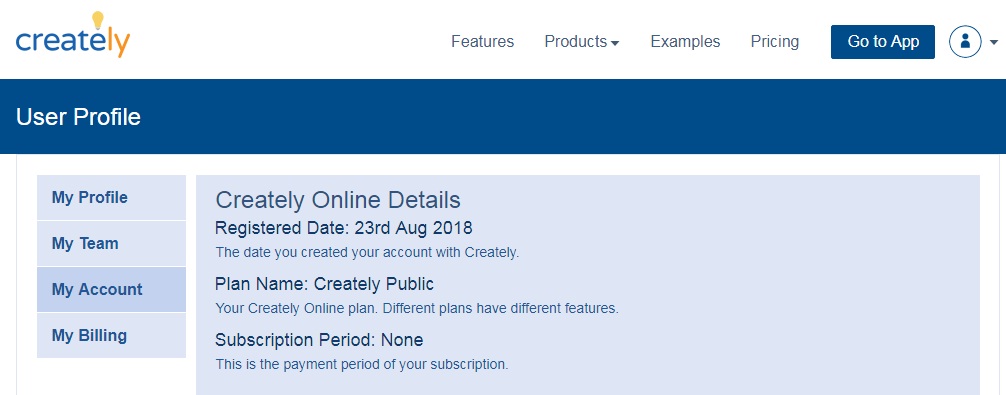 creately
Features Products Examples Pricing Go to App
User Profile
My Profile
My Team
My Account
My Billing
Creately Online Details
Registered Date: 23rd Aug 2018
The date you created your account with Creately.
Plan Name: Creately Public
Your Creately Online plan. Different plans have different features.
Subscription Period: None
This is the payment period of your subscription.